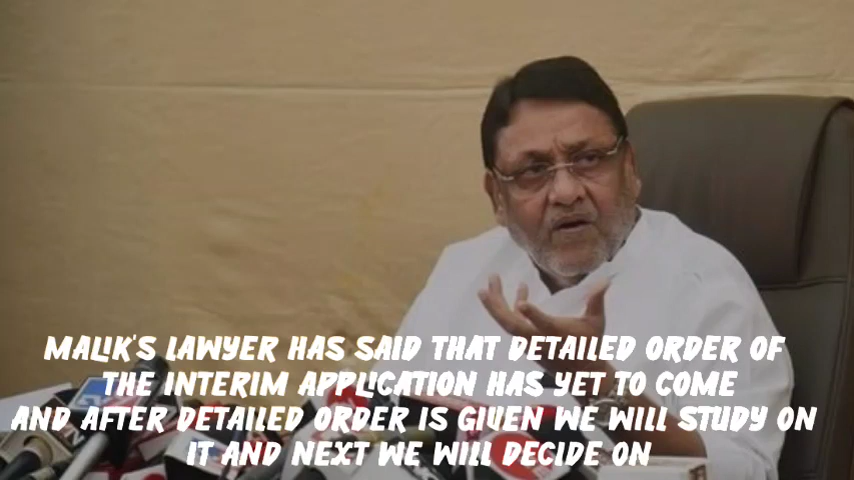 MALIK'S LAWYER HAS SAID THAT DETAILED ORDER OF
THE INTERIM APPLICATION HAS YET TO COME
AND AFTER DETAILED ORDER IS GIVEN WE WILL STUDY ON
IT AND NEXT WE WILL DECIDE ON